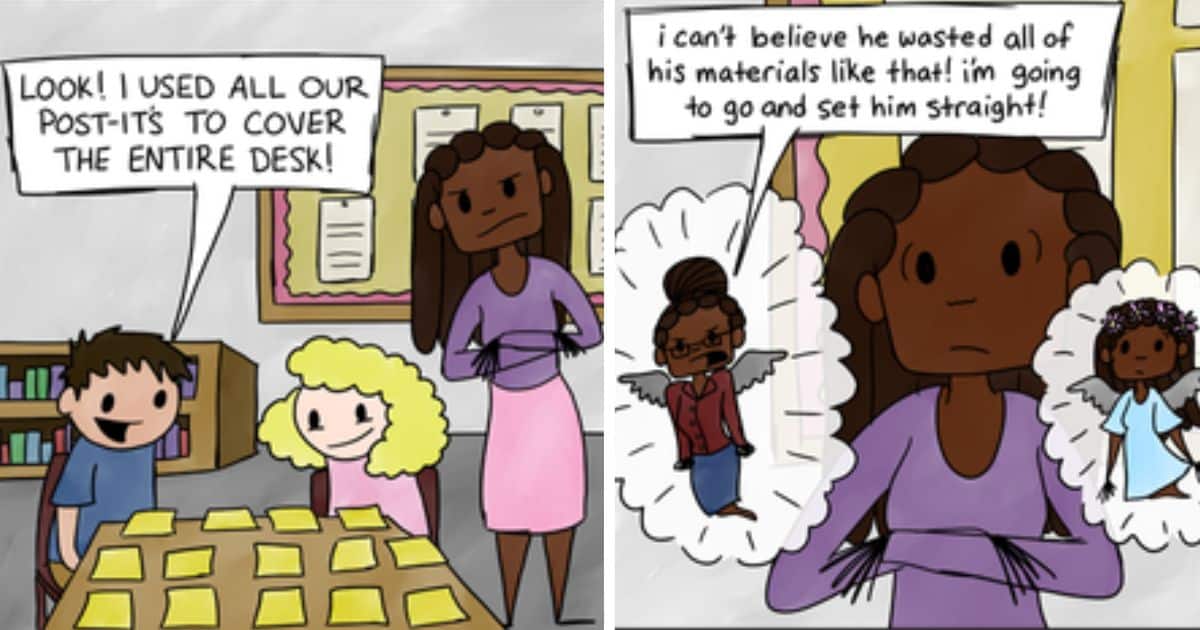 LOOK! I USED ALL OUR
POST-IT'S TO COVER
THE ENTIRE DESK!
i can't believe he wasted all of
his materials like that! i'm going
to go and set him straight!